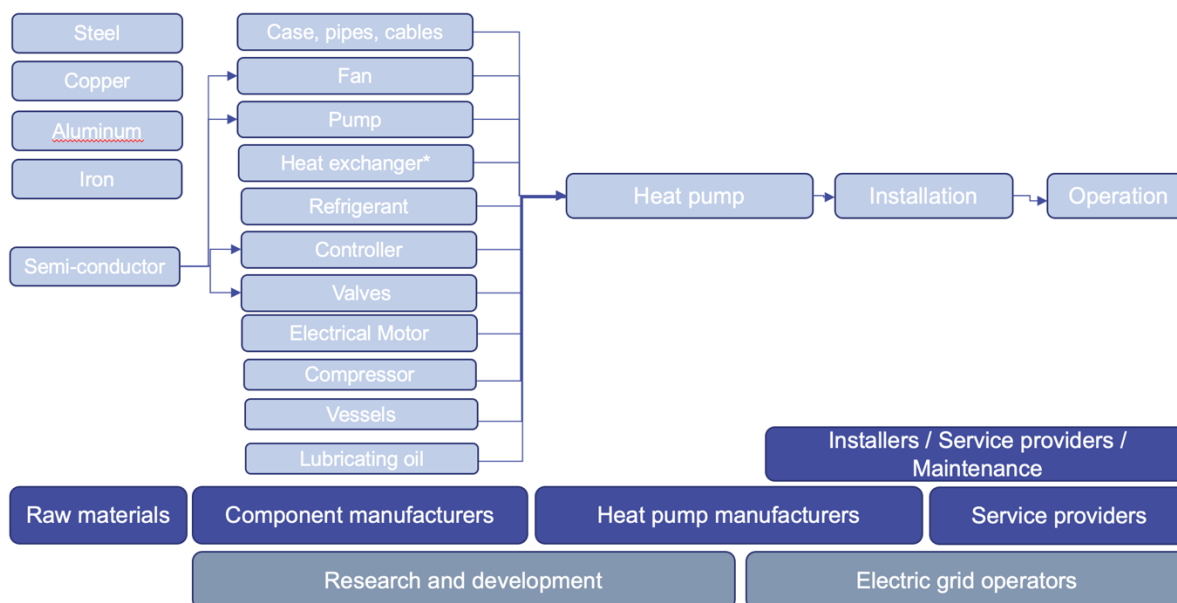 Steel
Copper
Aluminum
Iron
Semi-conductor
Case, pipes, cables
Fan
Pump
Heat exchanger*
Refrigerant
Controller
Valves
Electrical Motor
Compressor
Vessels
Lubricating oil
Heat pump
Installation
Operation
Installers / Service providers /
Maintenance
Raw materials
Component manufacturers
Heat pump manufacturers
Service providers
Research and development
Electric grid operators